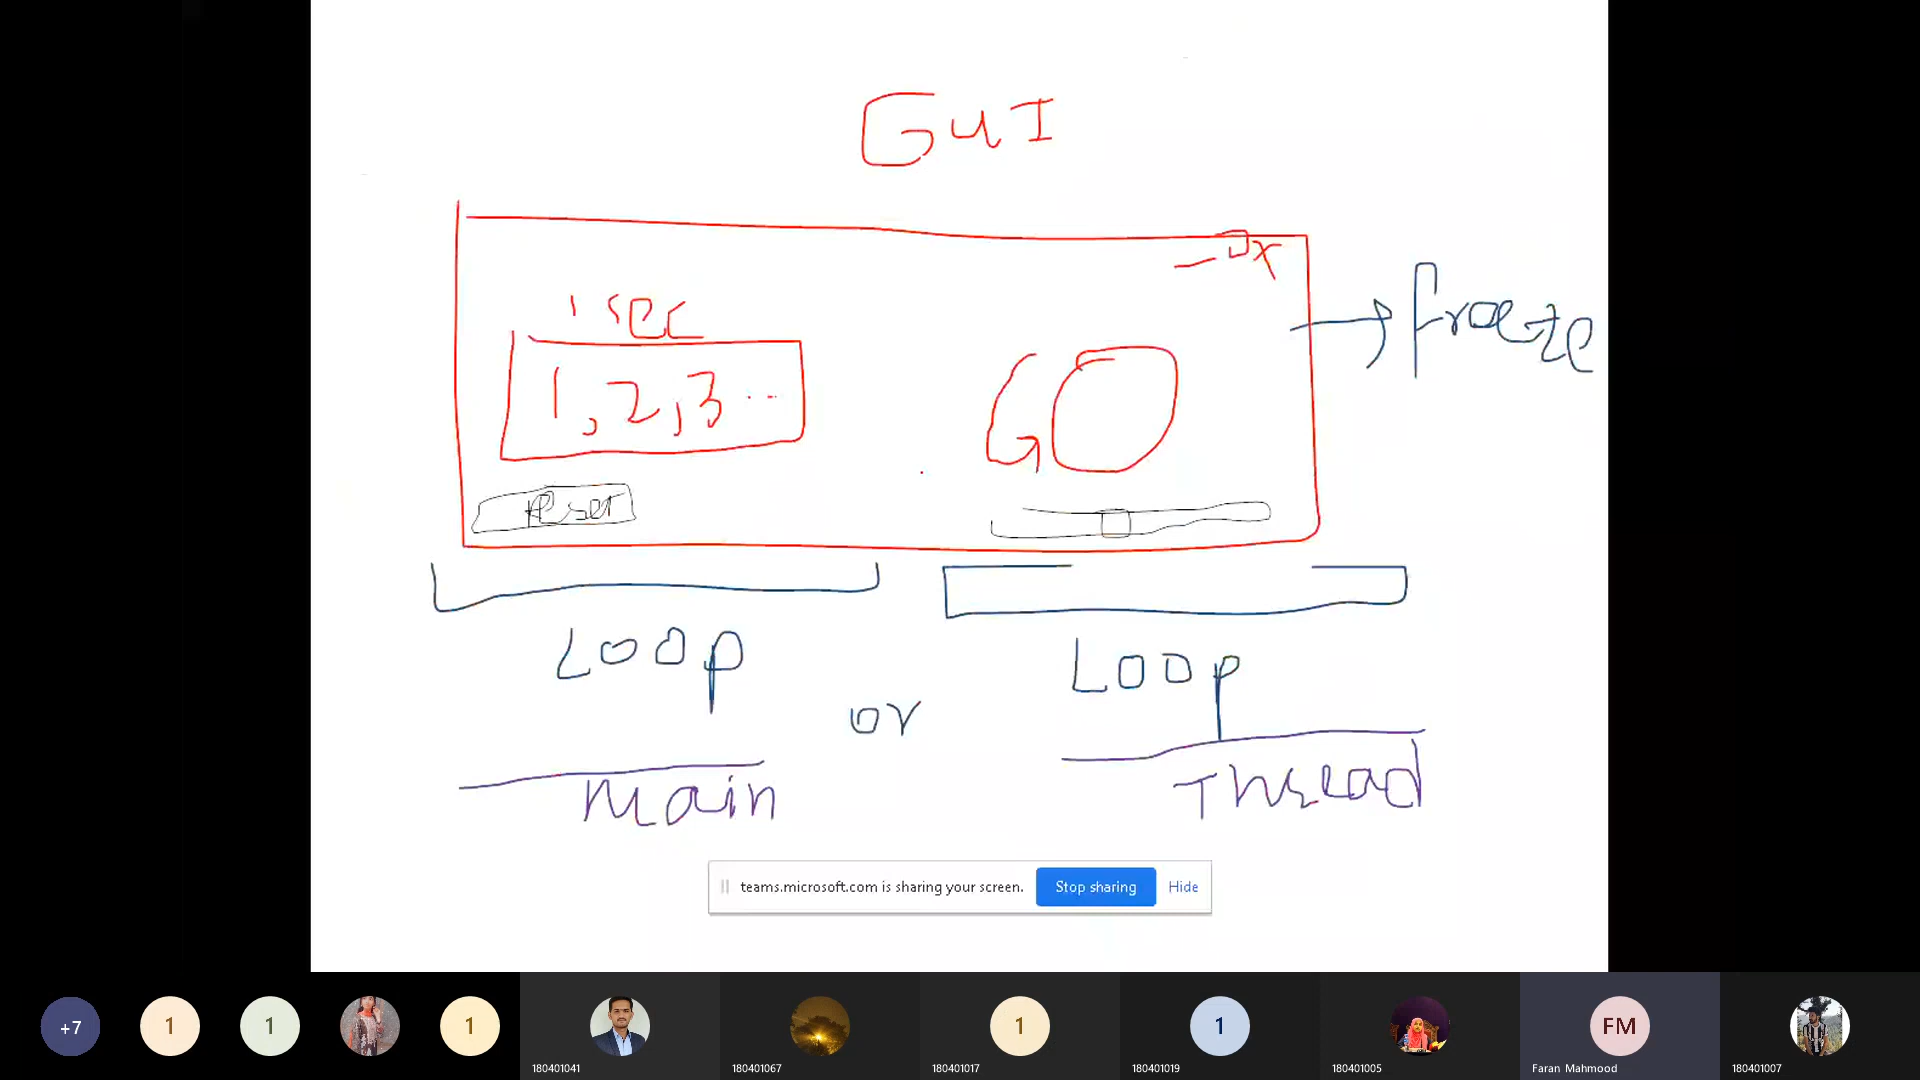 GUI
- □ x
1 sec
freeze
1, 2, 3 ...
GO
reset
Loop
Loop
or
Main
Thread
teams.microsoft.com is sharing your screen. Stop sharing Hide
+7 1 1 1 1 1 FM
180401041 180401067 180401017 180401019 180401005 Faran Mahmood 180401007